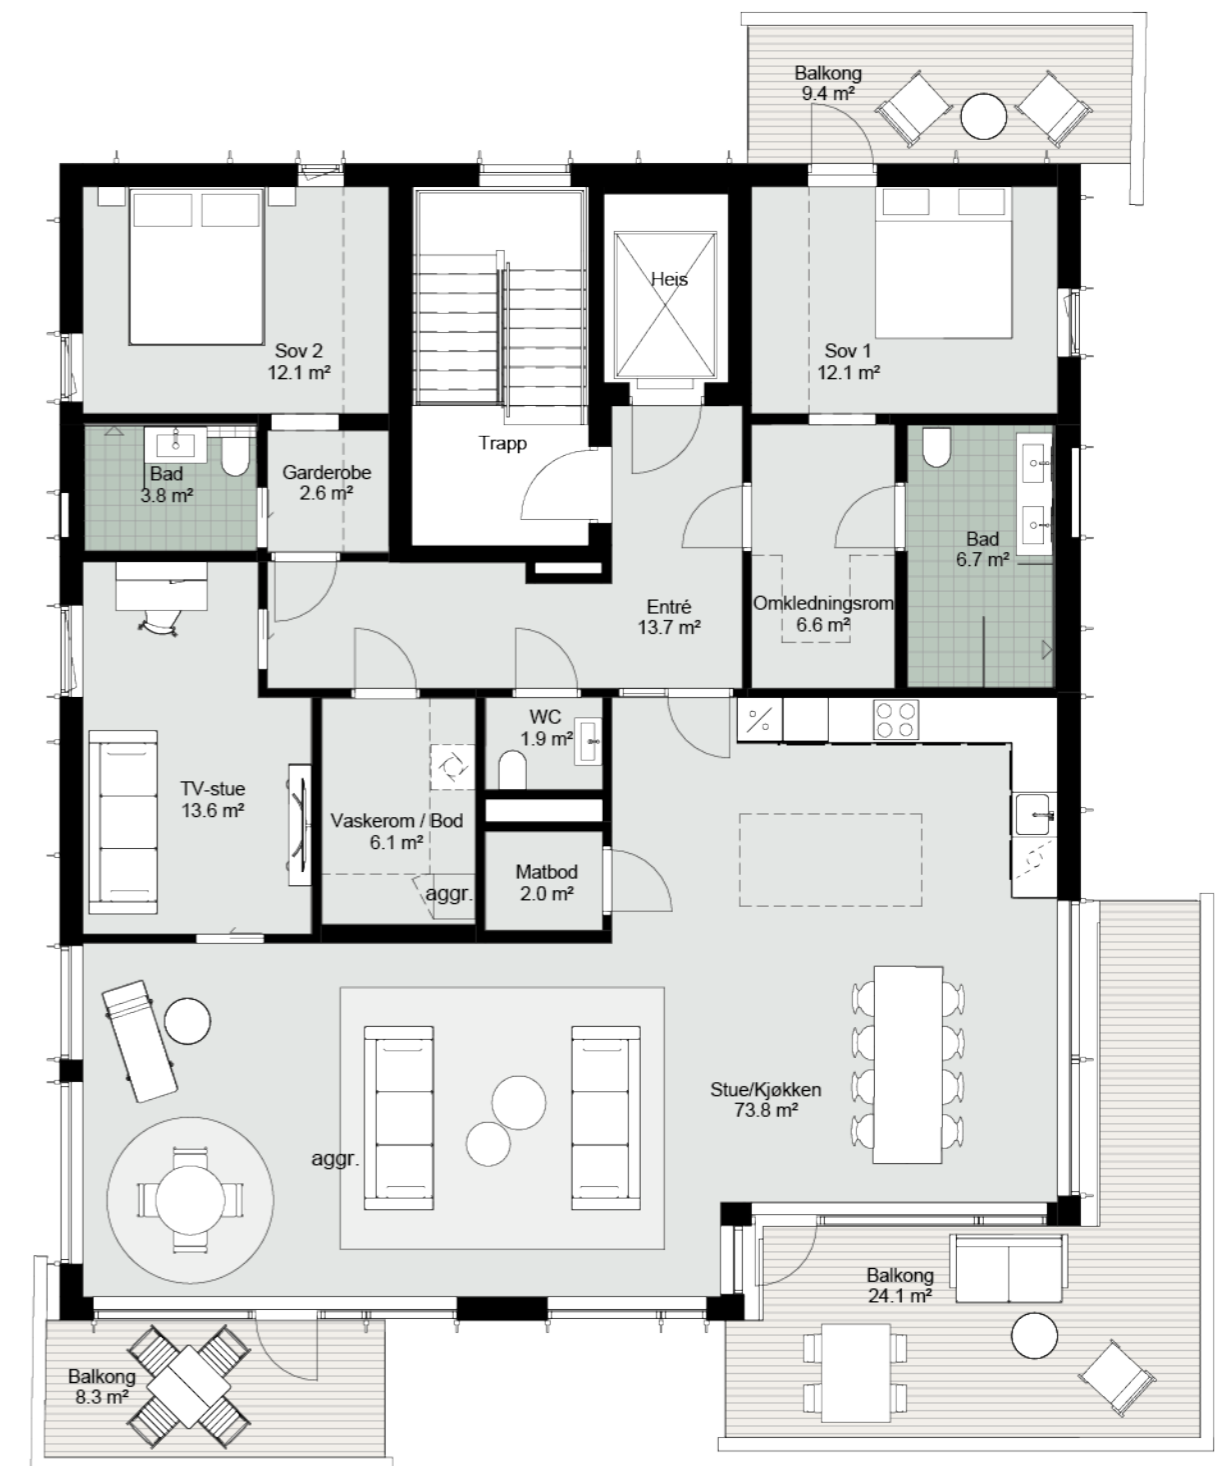 Balkong
9.4 m²
Heis
Sov 2
12.1 m²
Sov 1
12.1 m²
Trapp
Bad
3.8 m²
Garderobe
2.6 m²
Bad
6.7 m²
Entré
13.7 m²
Omkledningsrom
6.6 m²
WC
1.9 m²
TV-stue
13.6 m²
Vaskerom / Bod
6.1 m²
Matbod
2.0 m²
aggr.
Stue/Kjøkken
73.8 m²
aggr.
Balkong
24.1 m²
Balkong
8.3 m²